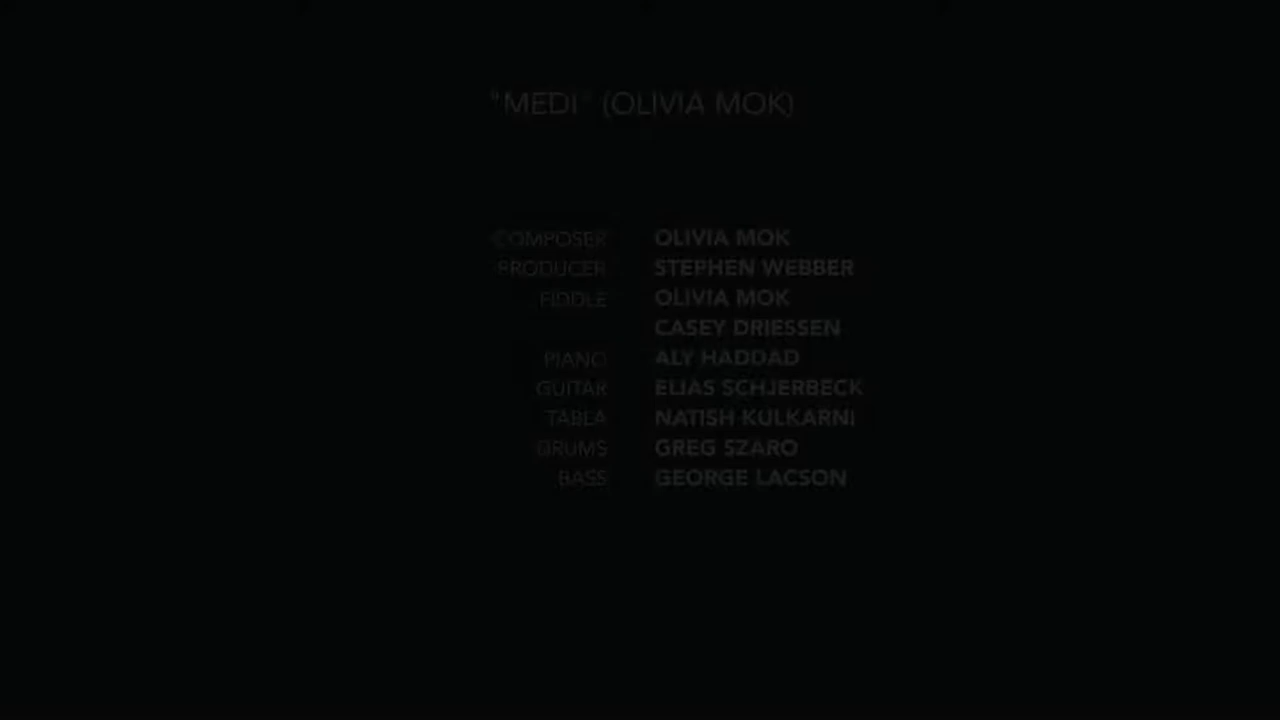 "MEDI" (OLIVIA MOK)
COMPOSER OLIVIA MOK
PRODUCER STEPHEN WEBBER
FIDDLE OLIVIA MOK
CASEY DRIESSEN
PIANO ALY HADDAD
GUITAR ELIAS SCHJERBECK
TABLA NATISH KULKARNI
DRUMS GREG SZARO
BASS GEORGE LACSON